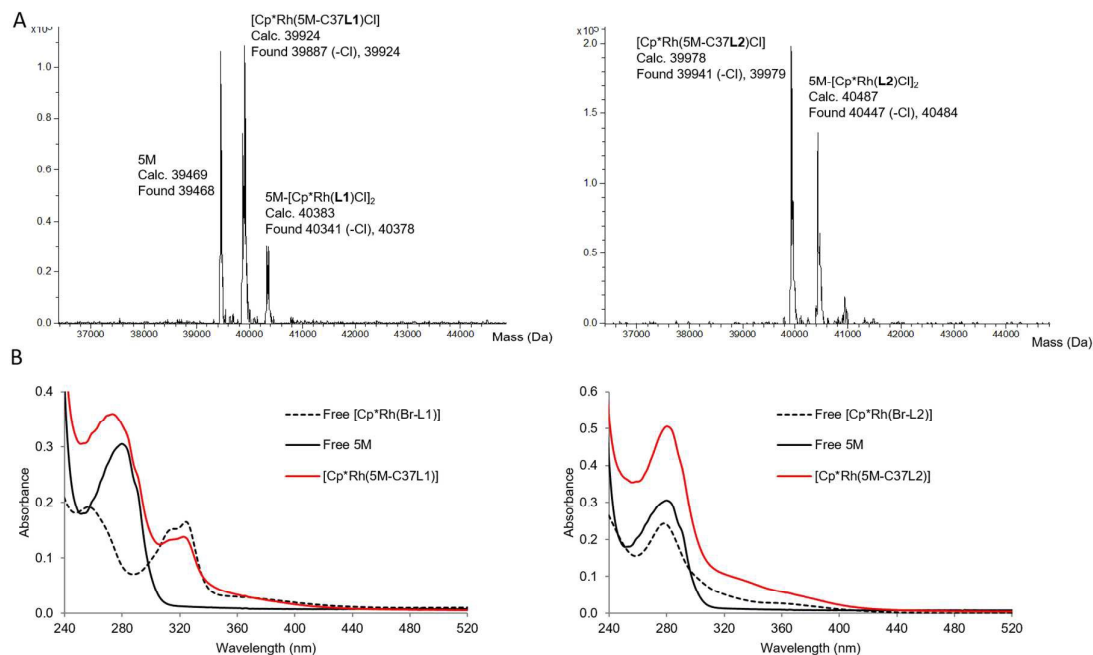 A
x10⁵
[Cp*Rh(5M-C37L1)Cl]
Calc. 39924
Found 39887 (-Cl), 39924
1.0
0.8
0.6
0.4
0.2
0.0
5M
Calc. 39469
Found 39468
5M-[Cp*Rh(L1)Cl]₂
Calc. 40383
Found 40341 (-Cl), 40378
37000 38000 39000 40000 41000 42000 43000 44000
Mass (Da)
x10⁵
2.0
1.5
1.0
0.5
0.0
[Cp*Rh(5M-C37L2)Cl]
Calc. 39978
Found 39941 (-Cl), 39979
5M-[Cp*Rh(L2)Cl]₂
Calc. 40487
Found 40447 (-Cl), 40484
37000 38000 39000 40000 41000 42000 43000 44000
Mass (Da)
B
0.4
0.3
0.2
0.1
0.0
Absorbance
Free [Cp*Rh(Br-L1)]
Free 5M
[Cp*Rh(5M-C37L1)]
240 280 320 360 400 440 480 520
Wavelength (nm)
0.6
0.5
0.4
0.3
0.2
0.1
0.0
Absorbance
Free [Cp*Rh(Br-L2)]
Free 5M
[Cp*Rh(5M-C37L2)]
240 280 320 360 400 440 480 520
Wavelength (nm)